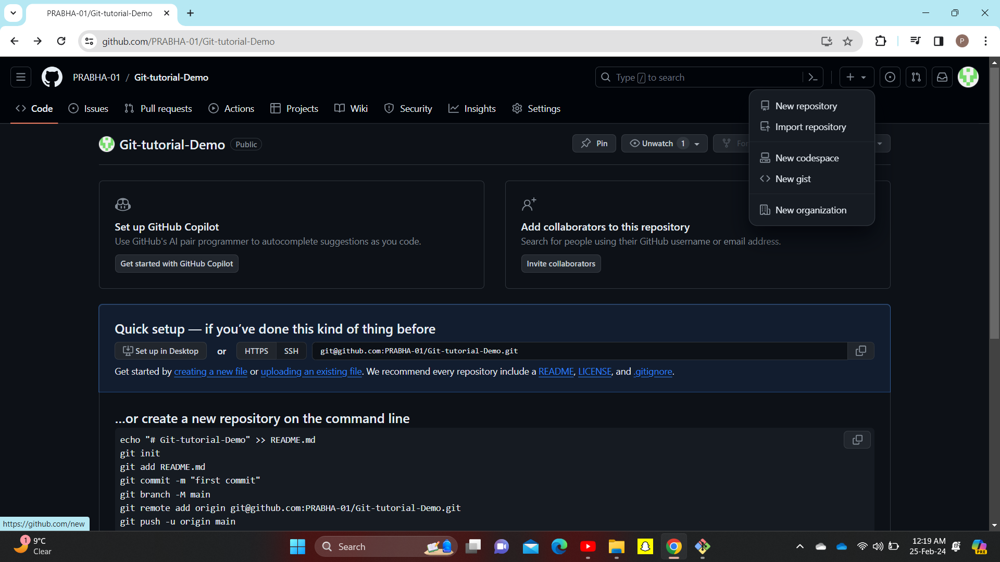 PRABHA-01/Git-tutorial-Demo
github.com/PRABHA-01/Git-tutorial-Demo
P
PRABHA-01 / Git-tutorial-Demo
Type / to search
Code Issues Pull requests Actions Projects Wiki Security Insights Settings
New repository
Import repository
New codespace
New gist
New organization
Git-tutorial-Demo Public
Pin
Unwatch 1
For
Set up GitHub Copilot
Use GitHub's AI pair programmer to autocomplete suggestions as you code.
Get started with GitHub Copilot
Add collaborators to this repository
Search for people using their GitHub username or email address.
Invite collaborators
Quick setup — if you’ve done this kind of thing before
Set up in Desktop or HTTPS SSH git@github.com:PRABHA-01/Git-tutorial-Demo.git
Get started by creating a new file or uploading an existing file. We recommend every repository include a README, LICENSE, and .gitignore.
…or create a new repository on the command line
echo "# Git-tutorial-Demo" >> README.md
git init
git add README.md
git commit -m "first commit"
git branch -M main
git remote add origin git@github.com:PRABHA-01/Git-tutorial-Demo.git
git push -u origin main
https://github.com/new
1
9°C
Clear
Search
12:19 AM
25-Feb-24
PRE